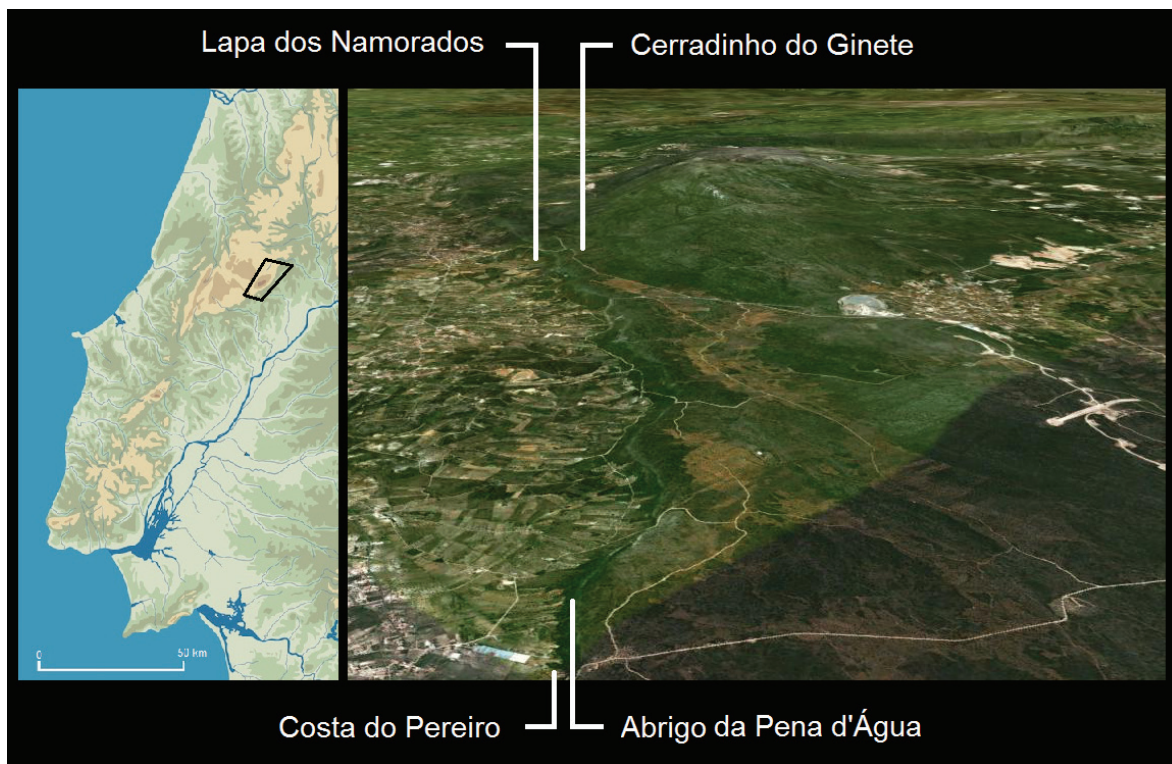 Lapa dos Namorados
Cerradinho do Ginete
0
50 km
Costa do Pereiro
Abrigo da Pena d'Água